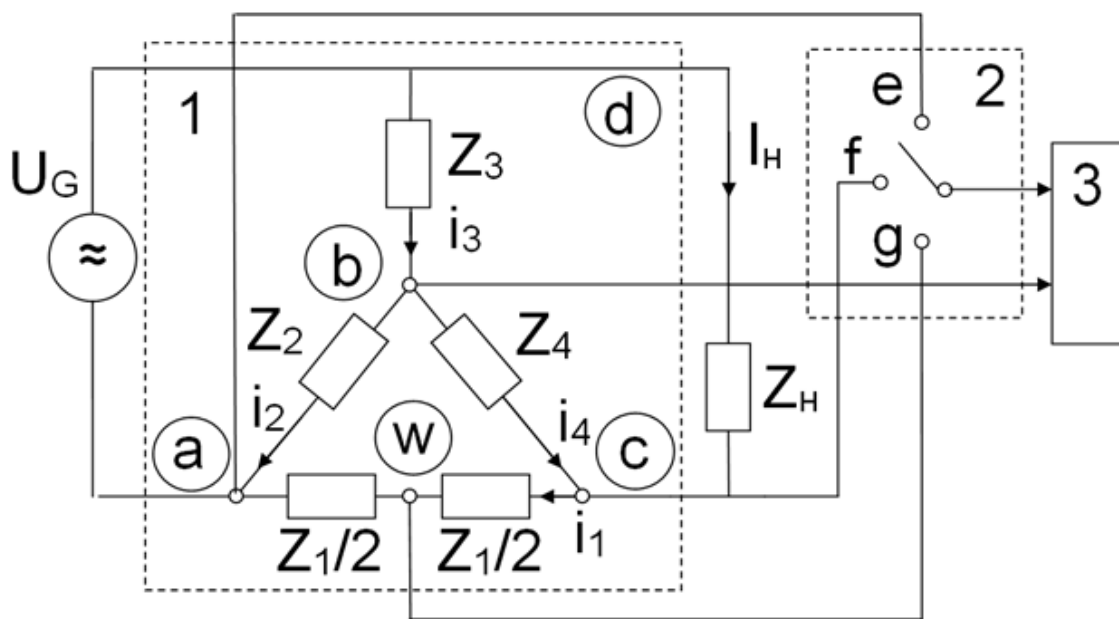 1
d
e
2
U_G
Z₃
I_H
f
3
≈
i₃
g
b
Z₂
Z₄
Z_H
i₂
w
i₄
a
c
Z₁/2
Z₁/2
i₁